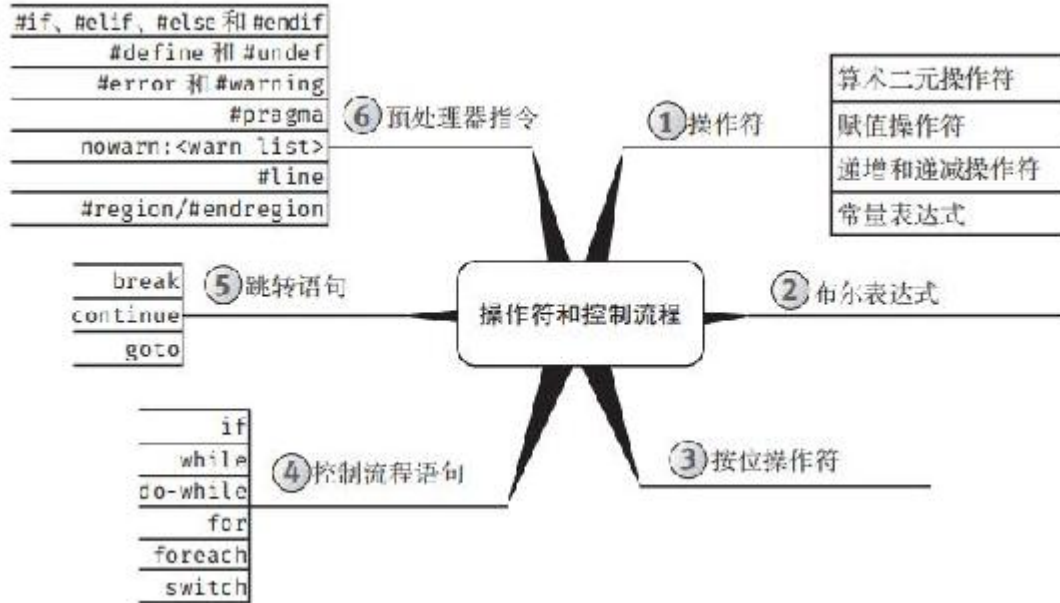 操作符和控制流程
1 操作符
算术二元操作符
赋值操作符
递增和递减操作符
常量表达式
2 布尔表达式
3 按位操作符
4 控制流程语句
if
while
do-while
for
foreach
switch
5 跳转语句
break
continue
goto
6 预处理器指令
#if、#elif、#else 和 #endif
#define 和 #undef
#error 和 #warning
#pragma
nowarn:<warn list>
#line
#region/#endregion